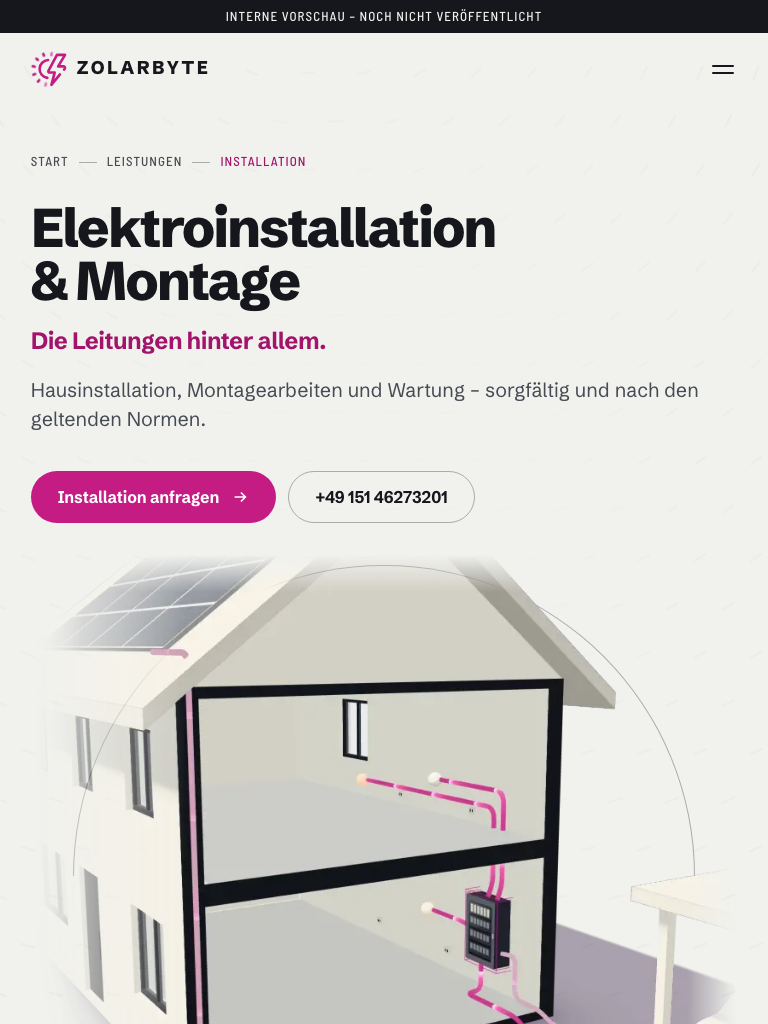 INTERNE VORSCHAU – NOCH NICHT VERÖFFENTLICHT
ZOLARBYTE
START — LEISTUNGEN — INSTALLATION
Elektroinstallation
& Montage
Die Leitungen hinter allem.
Hausinstallation, Montagearbeiten und Wartung – sorgfältig und nach den
geltenden Normen.
Installation anfragen →
+49 151 46273201